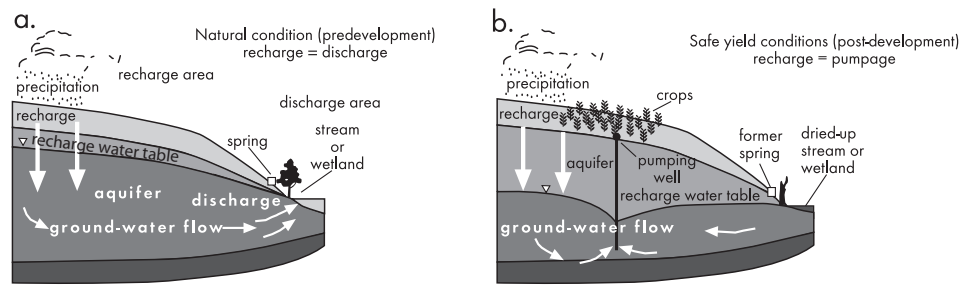 a.
Natural condition (predevelopment)
recharge = discharge
recharge area
precipitation
discharge area
recharge
stream
or
wetland
spring
recharge water table
aquifer
discharge
ground-water flow
b.
Safe yield conditions (post-development)
recharge = pumpage
precipitation
crops
recharge
former
spring
dried-up
stream or
wetland
aquifer
pumping
well
recharge water table
ground-water flow